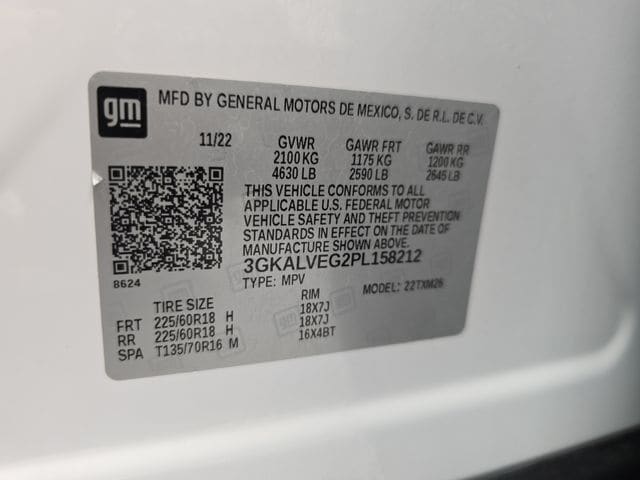 gm
MFD BY GENERAL MOTORS DE MEXICO, S. DE R.L. DE C.V.
11/22 GVWR GAWR FRT GAWR RR
2100 KG 1175 KG 1200 KG
4630 LB 2590 LB 2645 LB
THIS VEHICLE CONFORMS TO ALL
APPLICABLE U.S. FEDERAL MOTOR
VEHICLE SAFETY AND THEFT PREVENTION
STANDARDS IN EFFECT ON THE DATE OF
MANUFACTURE SHOWN ABOVE.
8624 3GKALVEG2PL158212
TYPE: MPV MODEL: 22TXM26
TIRE SIZE RIM
FRT 225/60R18 H 18X7J
RR 225/60R18 H 18X7J
SPA T135/70R16 M 16X4BT